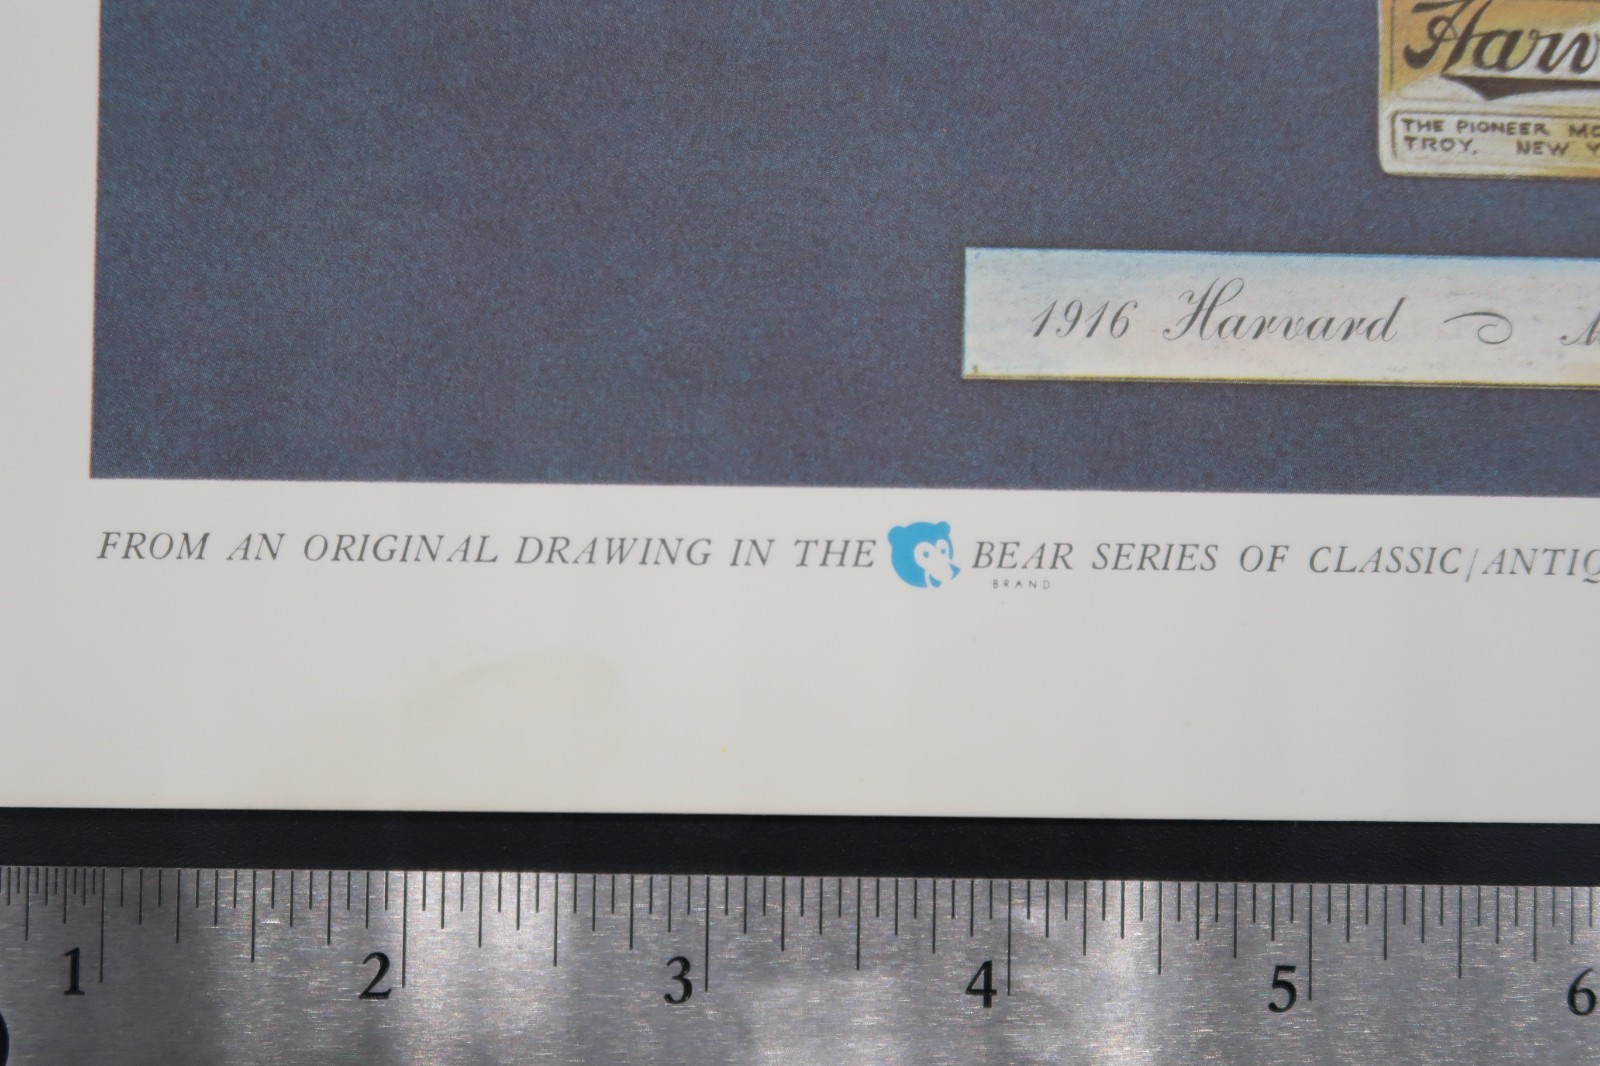 Harv
THE PIONEER MO
TROY. NEW Y
1916 Harvard
FROM AN ORIGINAL DRAWING IN THE BEAR SERIES OF CLASSIC/ANTIQ
BRAND
1 2 3 4 5 6